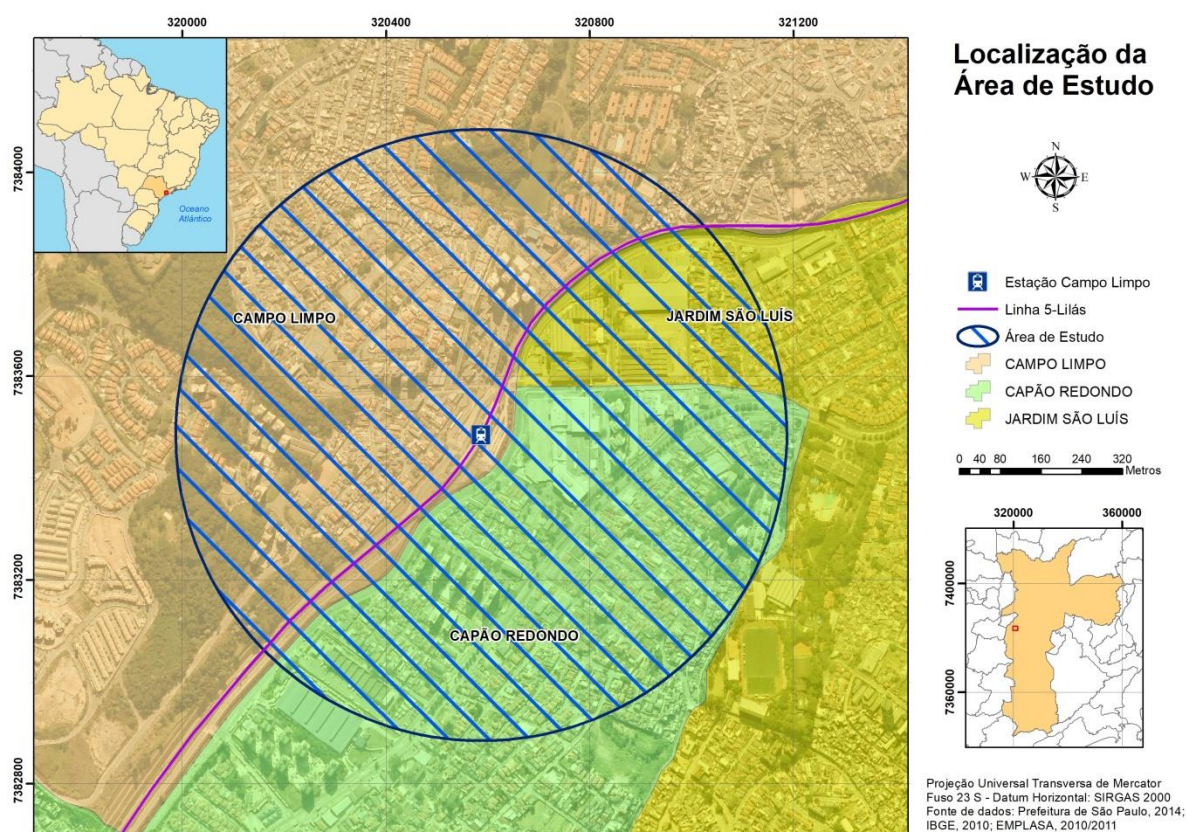 320000
320400
320800
321200
7384000
7383600
7383200
7382800
Oceano
Atlântico
CAMPO LIMPO
JARDIM SÃO LUÍS
CAPÃO REDONDO
Localização da
Área de Estudo
N
W
E
S
Estação Campo Limpo
Linha 5-Lilás
Área de Estudo
CAMPO LIMPO
CAPÃO REDONDO
JARDIM SÃO LUÍS
0 40 80 160 240 320
Metros
320000
360000
7400000
7360000
Projeção Universal Transversa de Mercator
Fuso 23 S - Datum Horizontal: SIRGAS 2000
Fonte de dados: Prefeitura de São Paulo, 2014;
IBGE, 2010; EMPLASA, 2010/2011